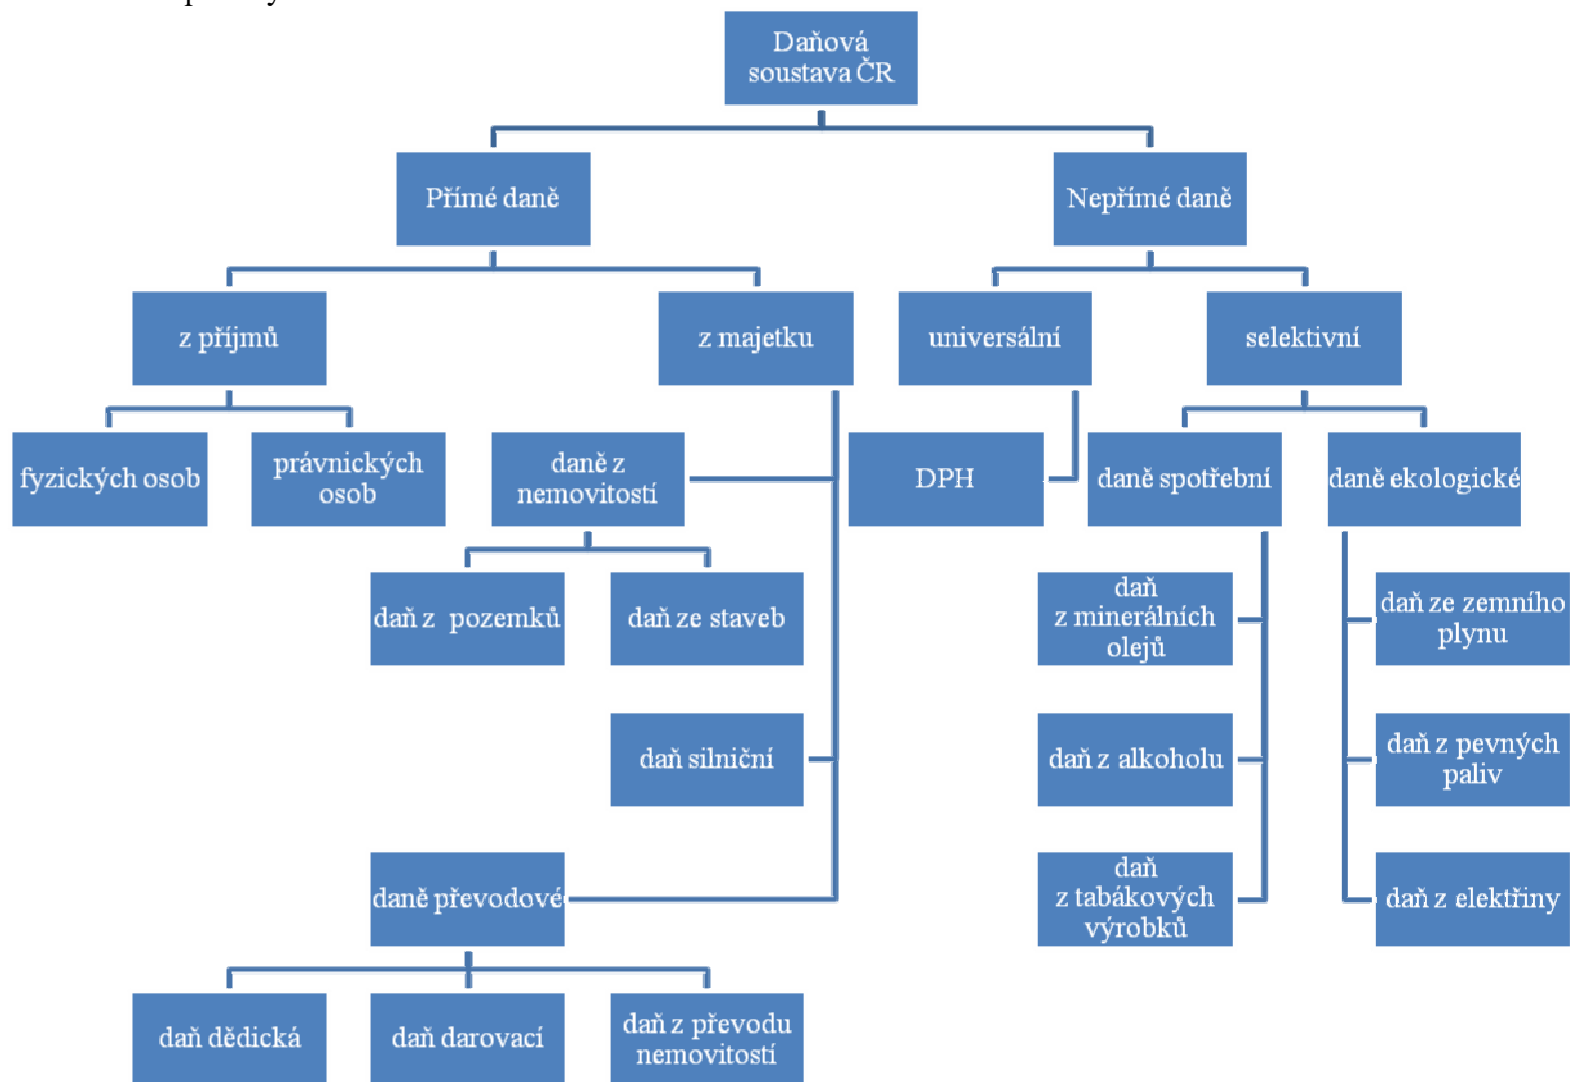 Daňová
soustava ČR
Přímé daně
Nepřímé daně
z příjmů
z majetku
universální
selektivní
fyzických osob
právnických
osob
daně z
nemovitostí
DPH
daně spotřební
daně ekologické
daň z pozemků
daň ze staveb
daň
z minerálních
olejů
daň ze zemního
plynu
daň silniční
daň z alkoholu
daň z pevných
paliv
daně převodové
daň
z tabákových
výrobků
daň z elektřiny
daň dědická
daň darovací
daň z převodu
nemovitostí